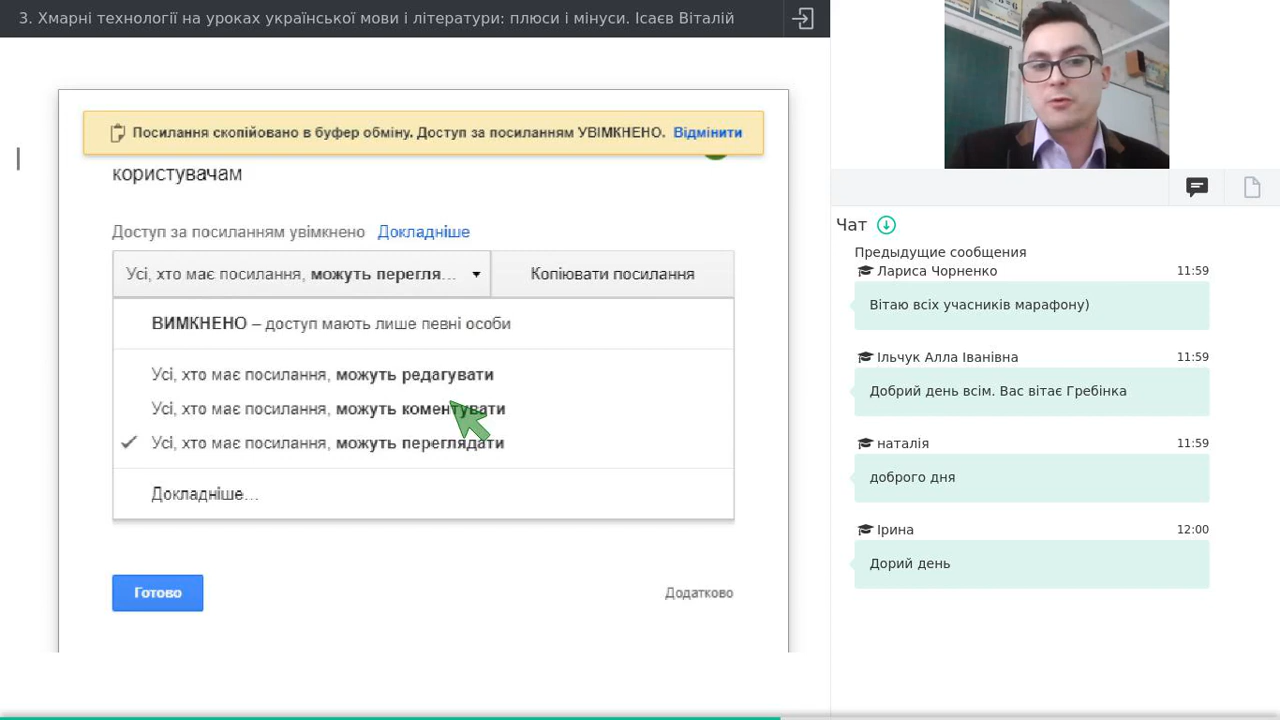 3. Хмарні технології на уроках української мови і літератури: плюси і мінуси. Ісаєв Віталій
Посилання скопійовано в буфер обміну. Доступ за посиланням УВІМКНЕНО. Відмінити
користувачам
Доступ за посиланням увімкнено Докладніше
Усі, хто має посилання, можуть перегля... Копіювати посилання
ВИМКНЕНО – доступ мають лише певні особи
Усі, хто має посилання, можуть редагувати
Усі, хто має посилання, можуть коментувати
Усі, хто має посилання, можуть переглядати
Докладніше...
Готово Додатково
Чат
Предыдущие сообщения
Лариса Чорненко 11:59
Вітаю всіх учасників марафону)
Ільчук Алла Іванівна 11:59
Добрий день всім. Вас вітає Гребінка
наталія 11:59
доброго дня
Ірина 12:00
Дорий день